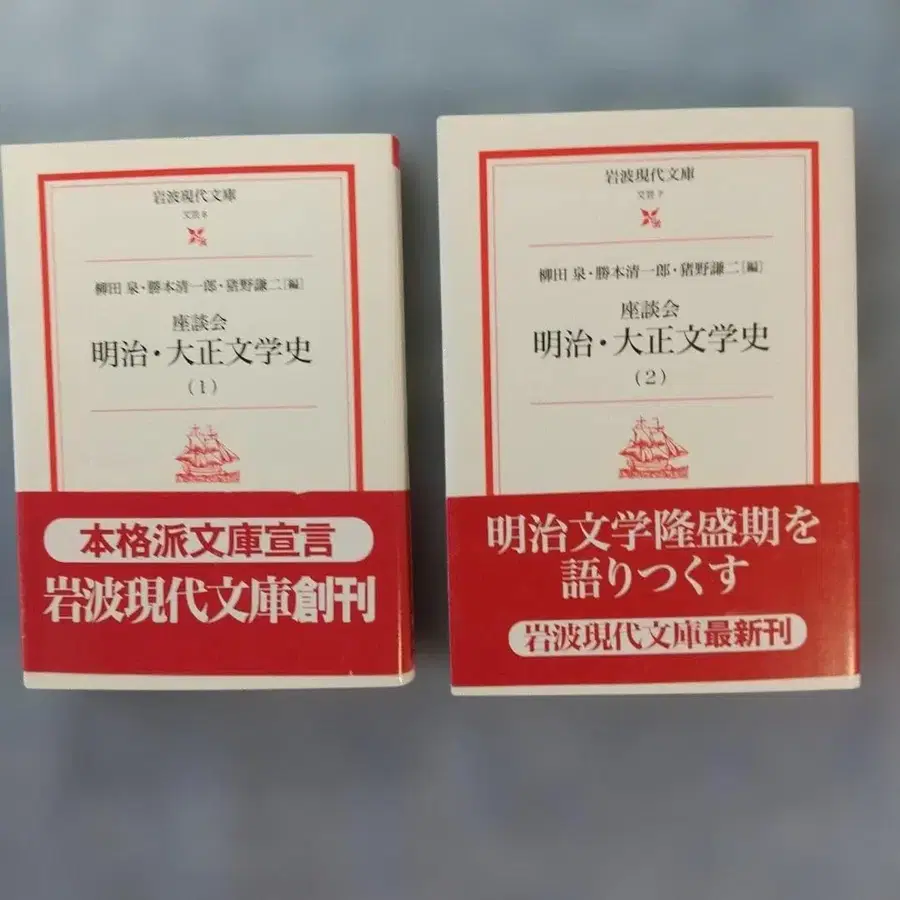 岩波現代文庫
柳田 泉・勝本清一郎・猪野謙二[編]
座談会
明治・大正文学史
(1)
本格派文庫宣言
岩波現代文庫創刊
岩波現代文庫
文芸 7
柳田 泉・勝本清一郎・猪野謙二[編]
座談会
明治・大正文学史
(2)
明治文学隆盛期を
語りつくす
岩波現代文庫最新刊